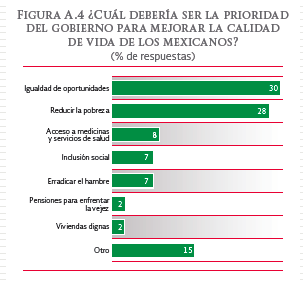 Figura A.4 ¿Cuál debería ser la prioridad
del gobierno para mejorar la calidad
de vida de los mexicanos?
(% de respuestas)
Igualdad de oportunidades 30
Reducir la pobreza 28
Acceso a medicinas
y servicios de salud 8
Inclusión social 7
Erradicar el hambre 7
Pensiones para enfrentar
la vejez 2
Viviendas dignas 2
Otro 15